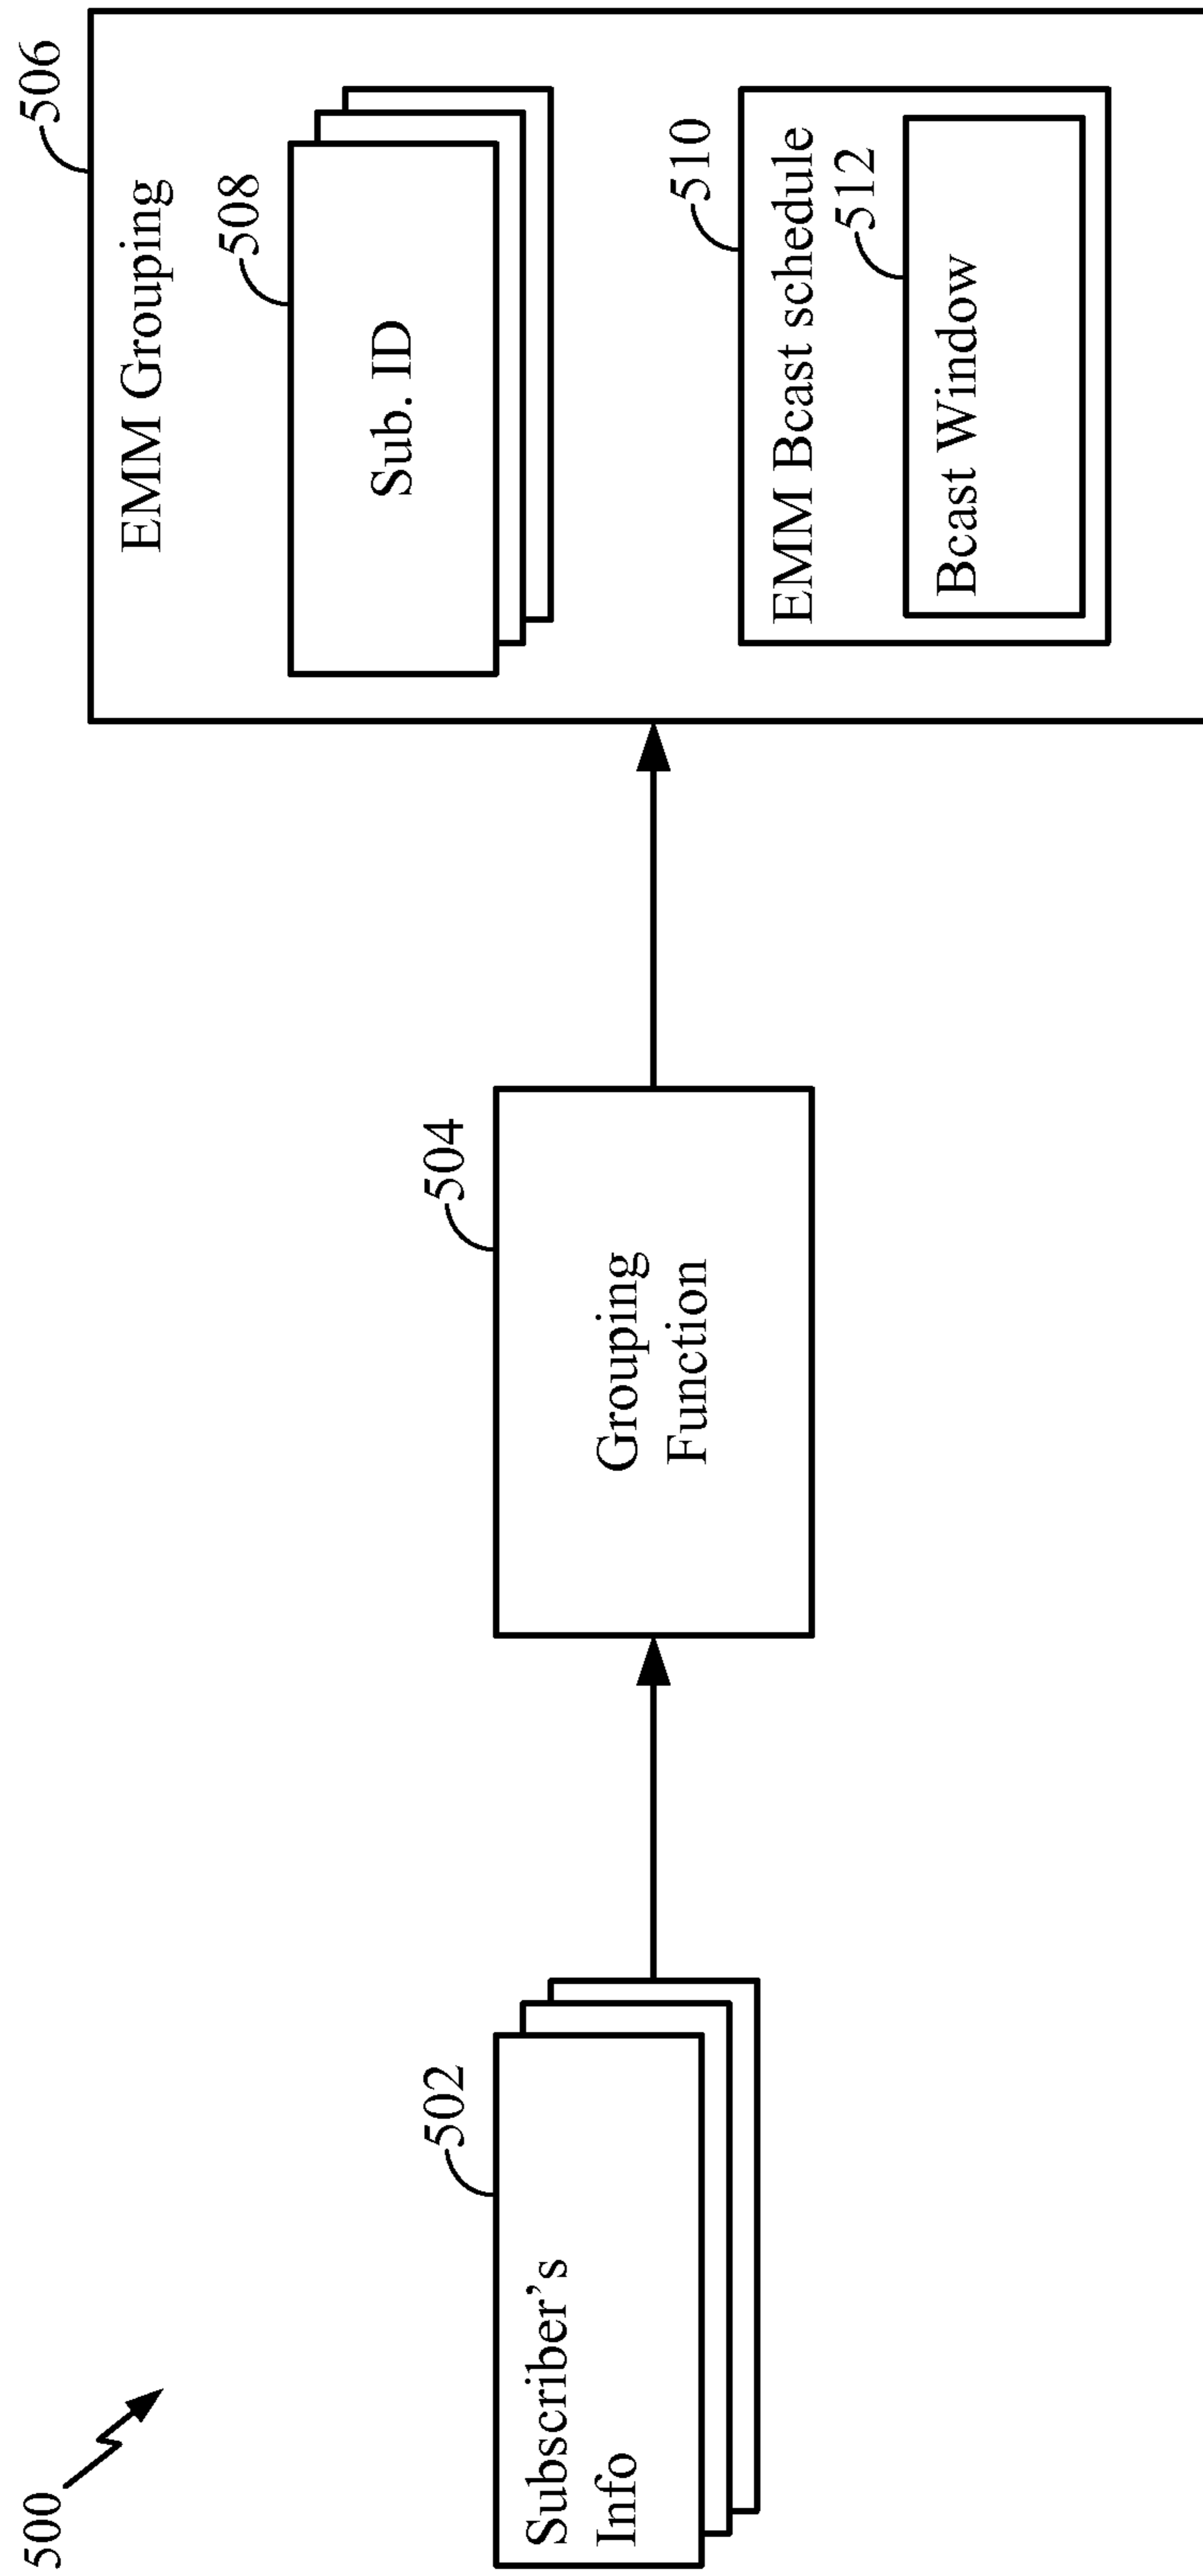 500
502
Subscriber's
Info
504
Grouping
Function
506
EMM Grouping
508
Sub. ID
510
EMM Bcast schedule
512
Bcast Window